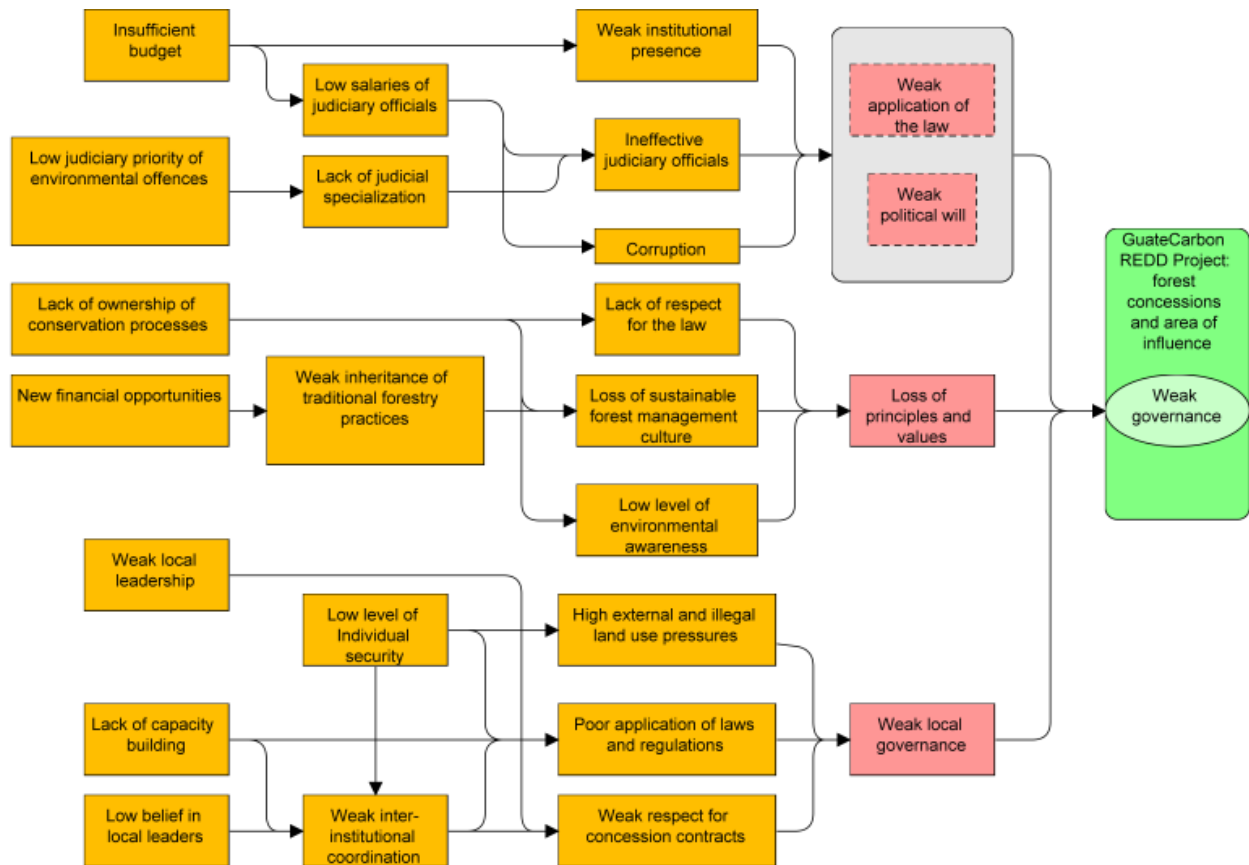 Insufficient
budget
Weak institutional
presence
Low salaries of
judiciary officials
Weak
application of
the law
Low judiciary priority of
environmental offences
Ineffective
judiciary officials
Lack of judicial
specialization
Weak
political will
Corruption
GuateCarbon
REDD Project:
forest
concessions
and area of
influence
Lack of ownership of
conservation processes
Lack of respect
for the law
New financial opportunities
Weak inheritance of
traditional forestry
practices
Loss of sustainable
forest management
culture
Loss of
principles and
values
Weak
governance
Low level of
environmental
awareness
Weak local
leadership
Low level of
Individual
security
High external and illegal
land use pressures
Lack of capacity
building
Poor application of laws
and regulations
Weak local
governance
Low belief in
local leaders
Weak inter-
institutional
coordination
Weak respect for
concession contracts